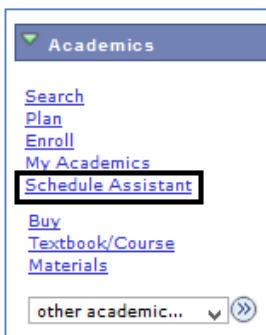 Academics
Search
Plan
Enroll
My Academics
Schedule Assistant
Buy
Textbook/Course
Materials
other academic...